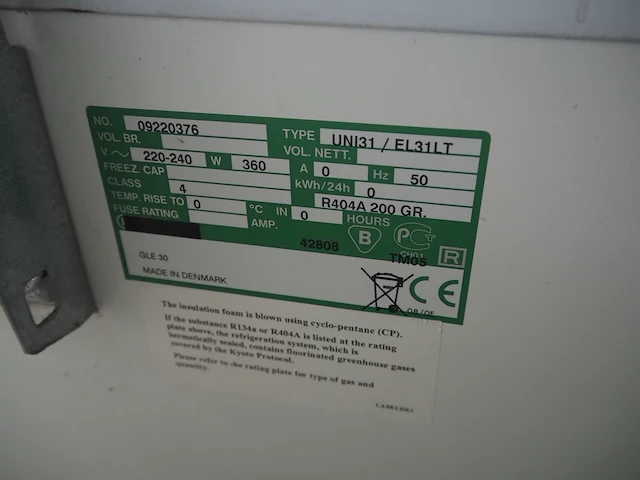 NO. 09220376 TYPE UNI31 / EL31LT
VOL. BR. VOL. NETT.
V ~ 220-240 W 360 A 0 Hz 50
FREEZ. CAP kWh/24h 0
CLASS 4 R404A 200 GR.
TEMP. RISE TO 0 °C IN 0 HOURS
FUSE RATING AMP.
42808 B
GLE 30 TM05 R
MADE IN DENMARK CE
The insulation foam is blown using cyclo-pentane (CP).
If the substance R134a or R404A is listed at the rating
plate above, the refrigeration system, which is
hermetically sealed, contains fluorinated greenhouse gases
covered by the Kyoto Protocol.
Please refer to the rating plate for type of gas and
quantity.